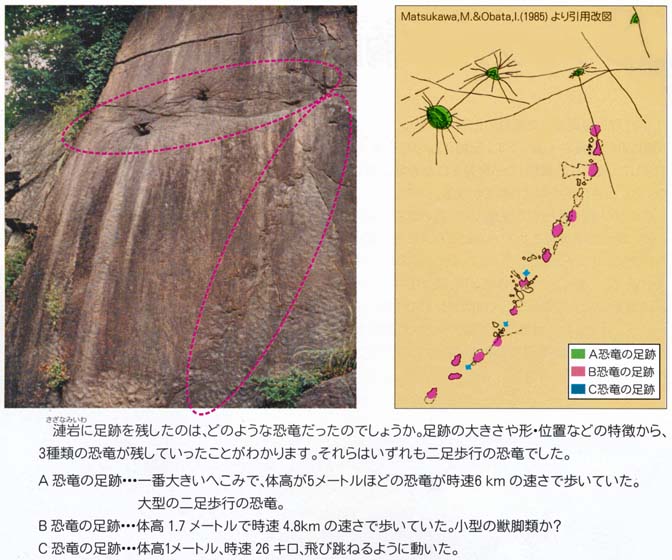 Matsukawa,M.&Obata,I.(1985) より引用改図
A恐竜の足跡
B恐竜の足跡
C恐竜の足跡
さざなみいわ
漣岩に足跡を残したのは、どのような恐竜だったのでしょうか。足跡の大きさや形・位置などの特徴から、
3種類の恐竜が残していったことがわかります。それらはいずれも二足歩行の恐竜でした。
A 恐竜の足跡•••一番大きいへこみで、体高が5メートルほどの恐竜が時速6 kmの速さで歩いていた。
大型の二足歩行の恐竜。
B 恐竜の足跡•••体高 1.7 メートルで時速 4.8kmの速さで歩いていた。小型の獣脚類か?
C 恐竜の足跡•••体高1メートル、時速 26 キロ、飛び跳ねるように動いた。